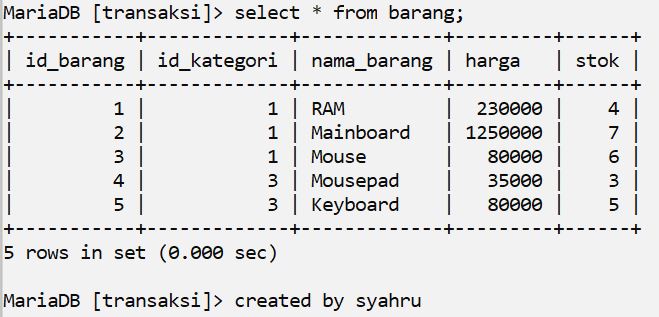 MariaDB [transaksi]> select * from barang;
+-----------+-------------+-------------+---------+------+
| id_barang | id_kategori | nama_barang | harga   | stok |
+-----------+-------------+-------------+---------+------+
|         1 |           1 | RAM         |  230000 |    4 |
|         2 |           1 | Mainboard   | 1250000 |    7 |
|         3 |           1 | Mouse       |   80000 |    6 |
|         4 |           3 | Mousepad    |   35000 |    3 |
|         5 |           3 | Keyboard    |   80000 |    5 |
+-----------+-------------+-------------+---------+------+
5 rows in set (0.000 sec)
MariaDB [transaksi]> created by syahru